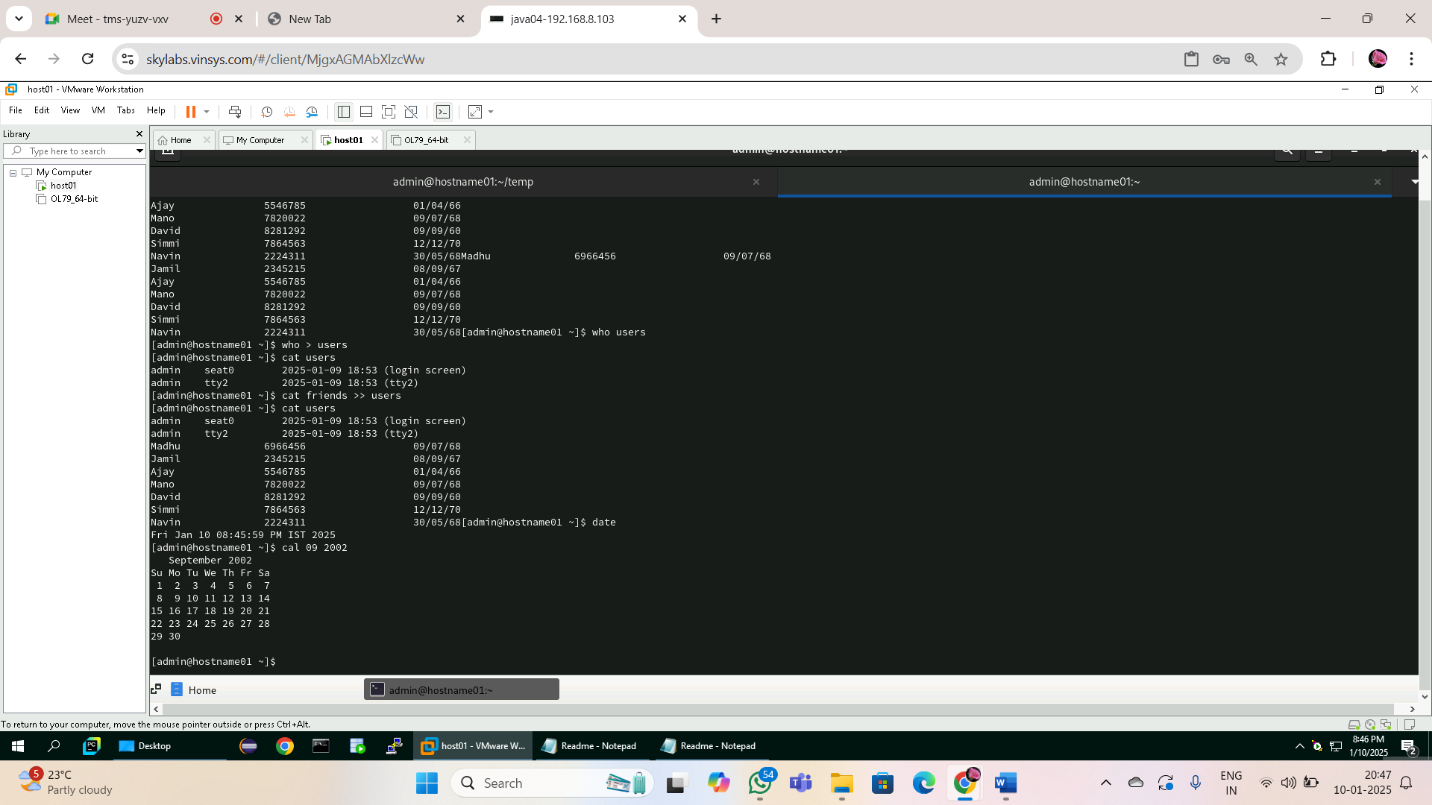 Meet - tms-yuzv-vxv
New Tab
java04-192.168.8.103
skylabs.vinsys.com/#/client/MjgxAGMAbXlzcWw
host01 - VMware Workstation
File Edit View VM Tabs Help
Library
Type here to search
My Computer
host01
OL79_64-bit
Home
My Computer
host01
OL79_64-bit
admin@hostname01:~/temp
admin@hostname01:~
Ajay 5546785 01/04/66
Mano 7820022 09/07/68
David 8281292 09/09/60
Simmi 7864563 12/12/70
Navin 2224311 30/05/68Madhu 6966456 09/07/68
Jamil 2345215 08/09/67
Ajay 5546785 01/04/66
Mano 7820022 09/07/68
David 8281292 09/09/60
Simmi 7864563 12/12/70
Navin 2224311 30/05/68[admin@hostname01 ~]$ who users
[admin@hostname01 ~]$ who > users
[admin@hostname01 ~]$ cat users
admin seat0 2025-01-09 18:53 (login screen)
admin tty2 2025-01-09 18:53 (tty2)
[admin@hostname01 ~]$ cat friends >> users
[admin@hostname01 ~]$ cat users
admin seat0 2025-01-09 18:53 (login screen)
admin tty2 2025-01-09 18:53 (tty2)
Madhu 6966456 09/07/68
Jamil 2345215 08/09/67
Ajay 5546785 01/04/66
Mano 7820022 09/07/68
David 8281292 09/09/60
Simmi 7864563 12/12/70
Navin 2224311 30/05/68[admin@hostname01 ~]$ date
Fri Jan 10 08:45:59 PM IST 2025
[admin@hostname01 ~]$ cal 09 2002
September 2002
Su Mo Tu We Th Fr Sa
1 2 3 4 5 6 7
8 9 10 11 12 13 14
15 16 17 18 19 20 21
22 23 24 25 26 27 28
29 30
[admin@hostname01 ~]$
Home
admin@hostname01:~
To return to your computer, move the mouse pointer outside or press Ctrl+Alt.
Desktop
host01 - VMware W...
Readme - Notepad
Readme - Notepad
8:46 PM
1/10/2025
2
5
23°C
Partly cloudy
Search
54
ENG
IN
20:47
10-01-2025